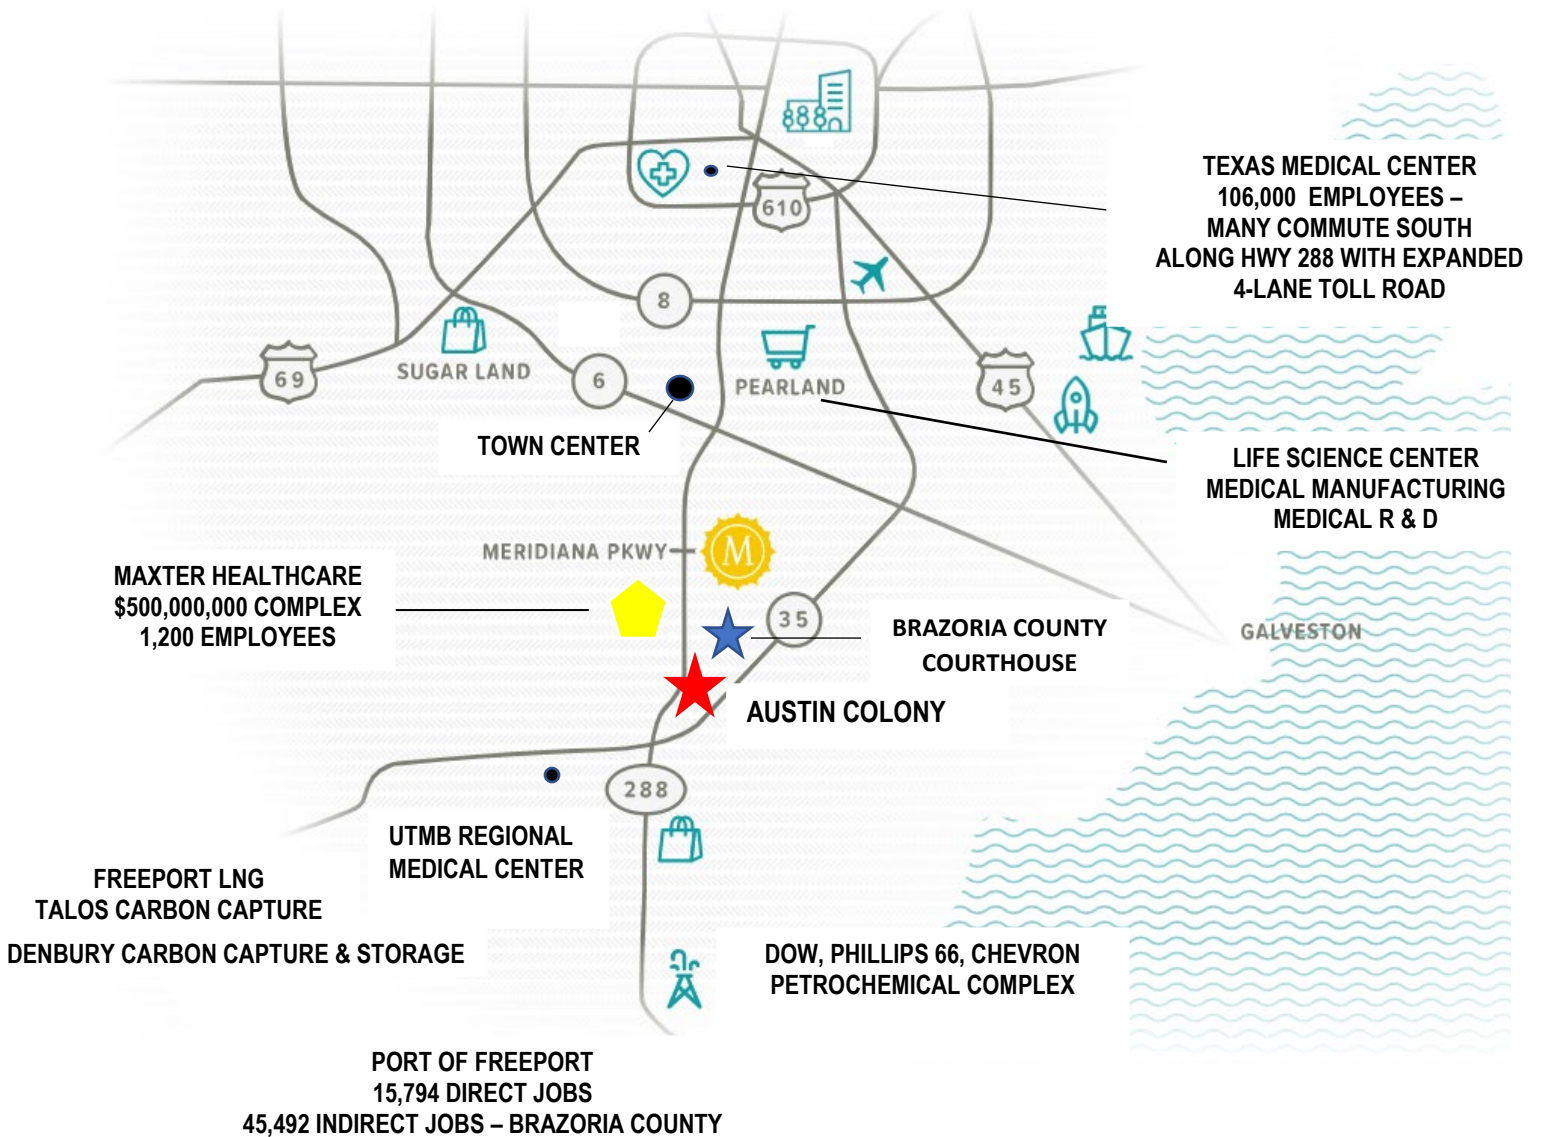 TEXAS MEDICAL CENTER
106,000 EMPLOYEES –
MANY COMMUTE SOUTH
ALONG HWY 288 WITH EXPANDED
4-LANE TOLL ROAD
610
8
SUGAR LAND
69
6
PEARLAND
45
TOWN CENTER
LIFE SCIENCE CENTER
MEDICAL MANUFACTURING
MEDICAL R & D
MERIDIANA PKWY
M
MAXTER HEALTHCARE
$500,000,000 COMPLEX
1,200 EMPLOYEES
35
BRAZORIA COUNTY
COURTHOUSE
GALVESTON
AUSTIN COLONY
288
UTMB REGIONAL
MEDICAL CENTER
FREEPORT LNG
TALOS CARBON CAPTURE
DENBURY CARBON CAPTURE & STORAGE
DOW, PHILLIPS 66, CHEVRON
PETROCHEMICAL COMPLEX
PORT OF FREEPORT
15,794 DIRECT JOBS
45,492 INDIRECT JOBS – BRAZORIA COUNTY